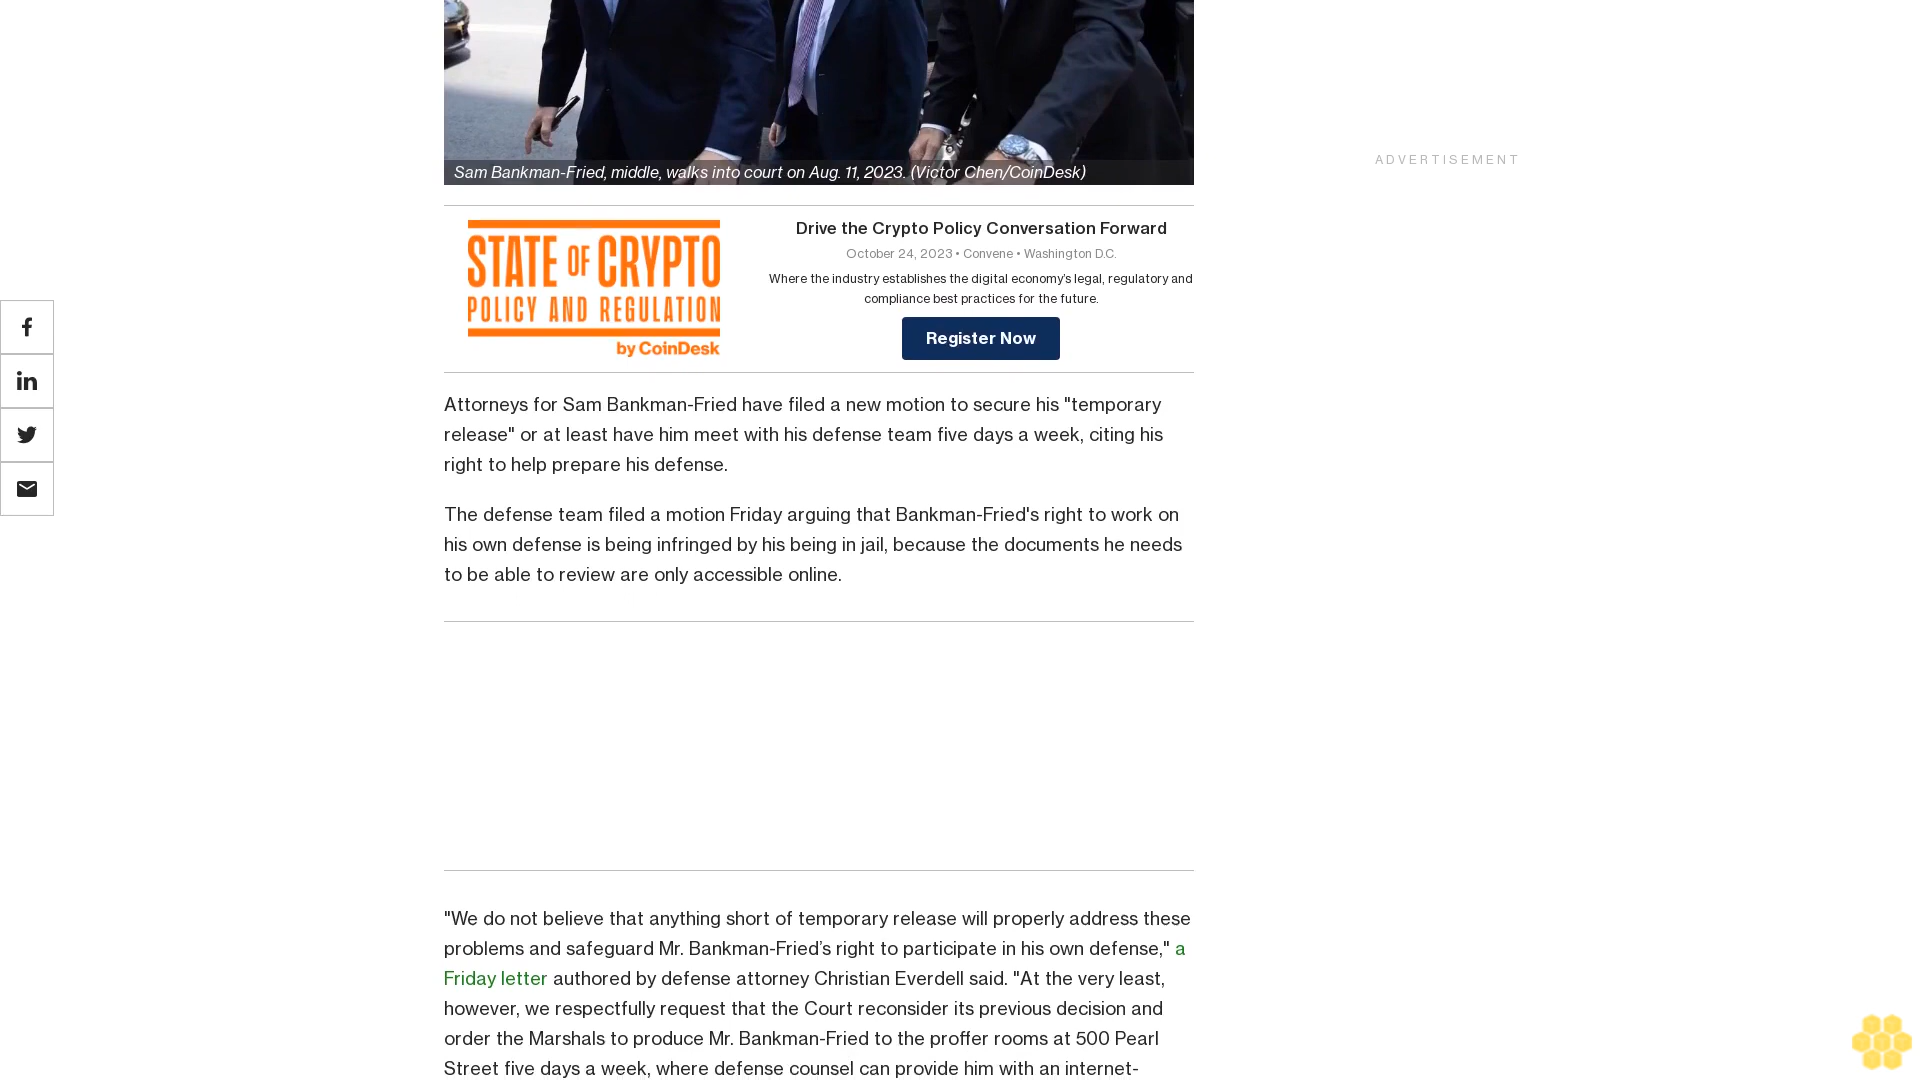 Sam Bankman-Fried, middle, walks into court on Aug. 11, 2023. (Victor Chen/CoinDesk)
STATE OF CRYPTO
POLICY AND REGULATION
by CoinDesk
Drive the Crypto Policy Conversation Forward
October 24, 2023 • Convene • Washington D.C.
Where the industry establishes the digital economy's legal, regulatory and
compliance best practices for the future.
Register Now
ADVERTISEMENT
Attorneys for Sam Bankman-Fried have filed a new motion to secure his "temporary
release" or at least have him meet with his defense team five days a week, citing his
right to help prepare his defense.
The defense team filed a motion Friday arguing that Bankman-Fried's right to work on
his own defense is being infringed by his being in jail, because the documents he needs
to be able to review are only accessible online.
"We do not believe that anything short of temporary release will properly address these
problems and safeguard Mr. Bankman-Fried’s right to participate in his own defense," a
Friday letter authored by defense attorney Christian Everdell said. "At the very least,
however, we respectfully request that the Court reconsider its previous decision and
order the Marshals to produce Mr. Bankman-Fried to the proffer rooms at 500 Pearl
Street five days a week, where defense counsel can provide him with an internet-